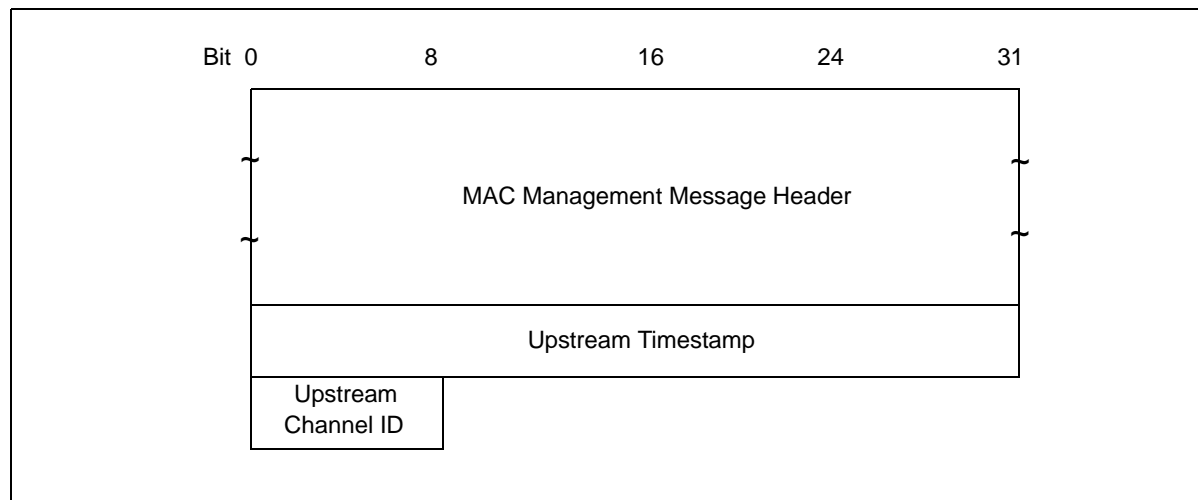 Bit 0 8 16 24 31
MAC Management Message Header
Upstream Timestamp
Upstream
Channel ID